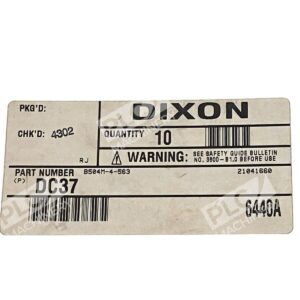 PKG'D:
DIXON
CHK'D: 4302
QUANTITY 10
RJ
WARNING: SEE SAFETY GUIDE BULLETIN
NO. 3800-B1.0 BEFORE USE
PART NUMBER 8504M-4-563 21041660
(P) DC37
6440A